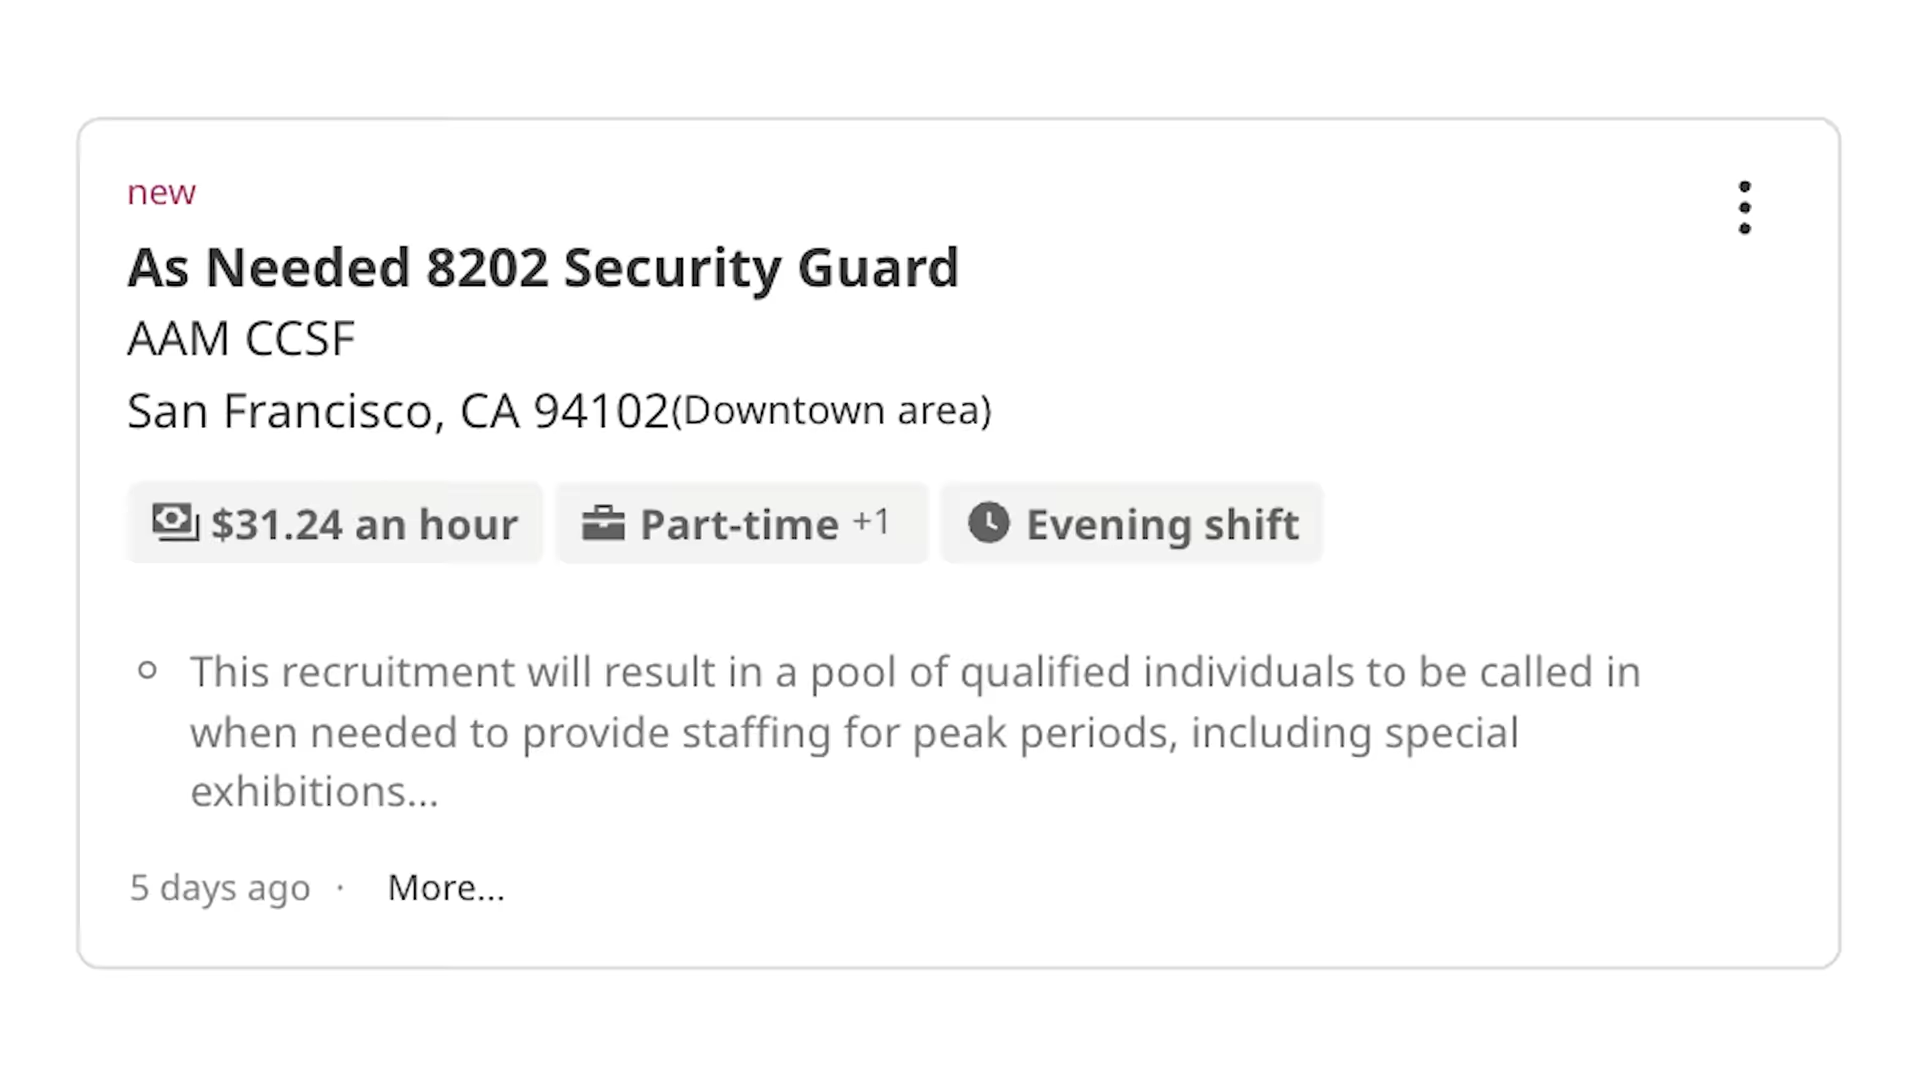 new
As Needed 8202 Security Guard
AAM CCSF
San Francisco, CA 94102(Downtown area)
$31.24 an hour Part-time +1 Evening shift
This recruitment will result in a pool of qualified individuals to be called in
when needed to provide staffing for peak periods, including special
exhibitions...
5 days ago · More...